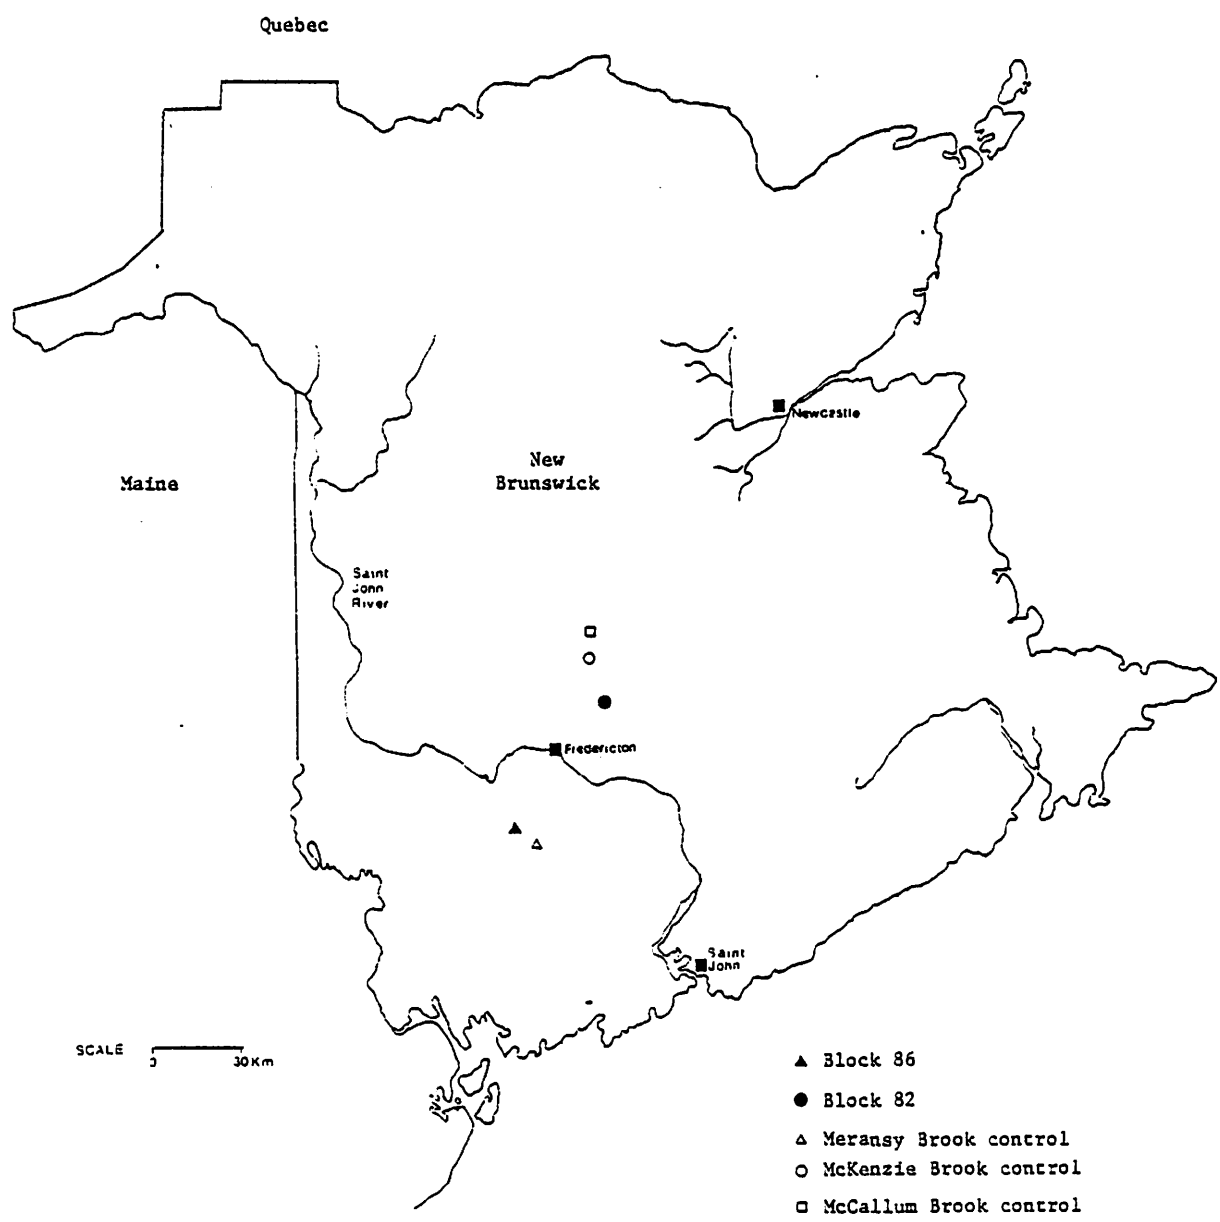 Quebec
Newcastle
New
Brunswick
Maine
Saint
John
River
Fredericton
Saint
John
SCALE
0 30Km
Block 86
Block 82
Meransy Brook control
McKenzie Brook control
McCallum Brook control